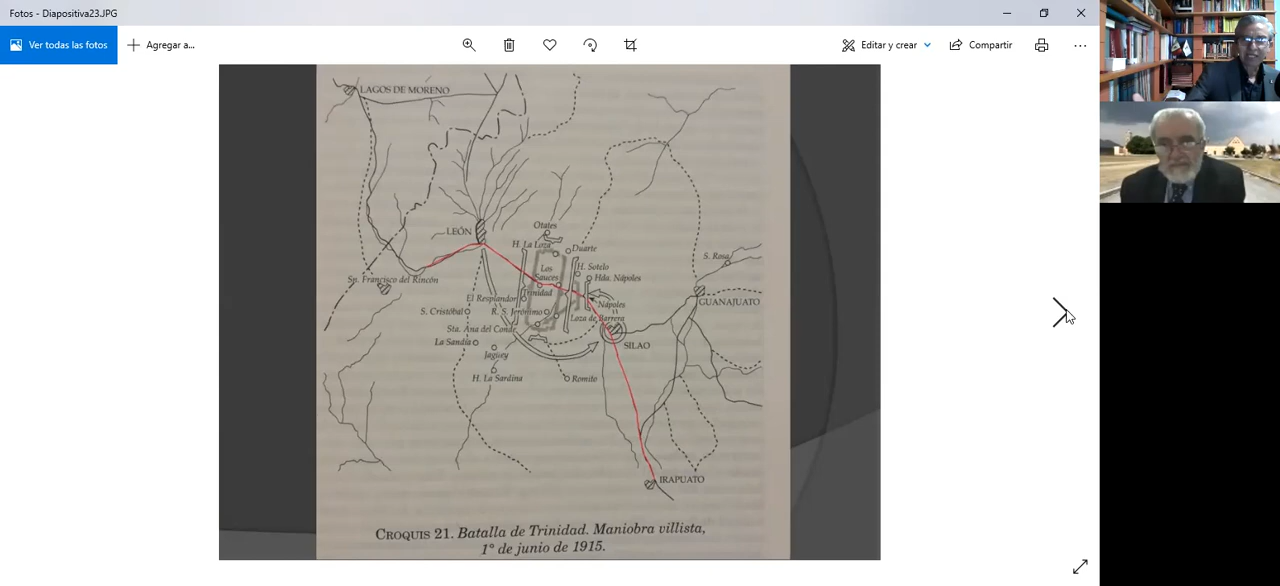 Fotos - Diapositiva23.JPG
Ver todas las fotos
Agregar a...
Editar y crear
Compartir
LAGOS DE MORENO
LEÓN
Otates
H. La Loza
Duarte
Los
Sauces
H. Sotelo
Hda. Nápoles
S. Rosa
Sn. Francisco del Rincón
El Resplandor
Trinidad
Nápoles
GUANAJUATO
S. Cristóbal
R. S. Jerónimo
Loza de Barrera
Sta. Ana del Conde
La Sandia
SILAO
Jagüey
H. La Sardina
Romito
IRAPUATO
CROQUIS 21. Batalla de Trinidad. Maniobra villista,
1° de junio de 1915.